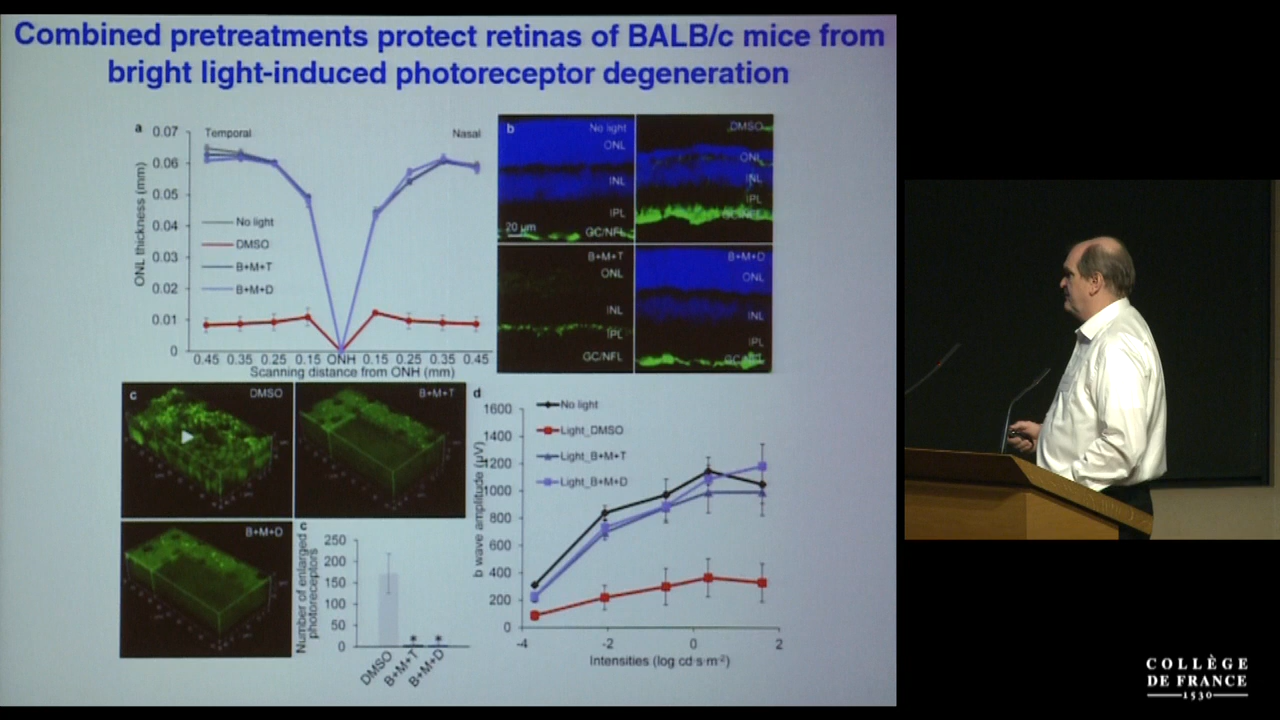 Combined pretreatments protect retinas of BALB/c mice from
bright light-induced photoreceptor degeneration
a
Temporal
Nasal
ONL thickness (mm)
0.07
0.06
0.05
0.04
0.03
0.02
0.01
0
No light
DMSO
B+M+T
B+M+D
0.45 0.35 0.25 0.15 ONH 0.15 0.25 0.35 0.45
Scanning distance from ONH (mm)
b
No light
ONL
INL
IPL
GC/NFL
20 μm
DMSO
ONL
INL
IPL
GC/NFL
B+M+T
ONL
INL
IPL
GC/NFL
B+M+D
ONL
INL
IPL
GC/NFL
c
DMSO
B+M+T
B+M+D
c
Number of enlarged
photoreceptors
250
200
150
100
50
0
* *
DMSO
B+M+T
B+M+D
d
b wave amplitude (μV)
1600
1400
1200
1000
800
600
400
200
0
No light
Light_DMSO
Light_B+M+T
Light_B+M+D
-4 -2 0 2
Intensities (log cd·s·m-2)
COLLÈGE
DE FRANCE
1530